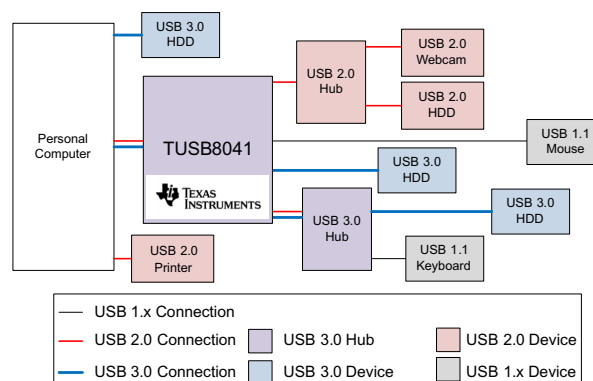 USB 3.0
HDD
USB 2.0
Hub
USB 2.0
Webcam
USB 2.0
HDD
Personal
Computer
TUSB8041
TEXAS
INSTRUMENTS
USB 1.1
Mouse
USB 3.0
HDD
USB 3.0
Hub
USB 3.0
HDD
USB 2.0
Printer
USB 1.1
Keyboard
USB 1.x Connection
USB 2.0 Connection
USB 3.0 Hub
USB 2.0 Device
USB 3.0 Connection
USB 3.0 Device
USB 1.x Device